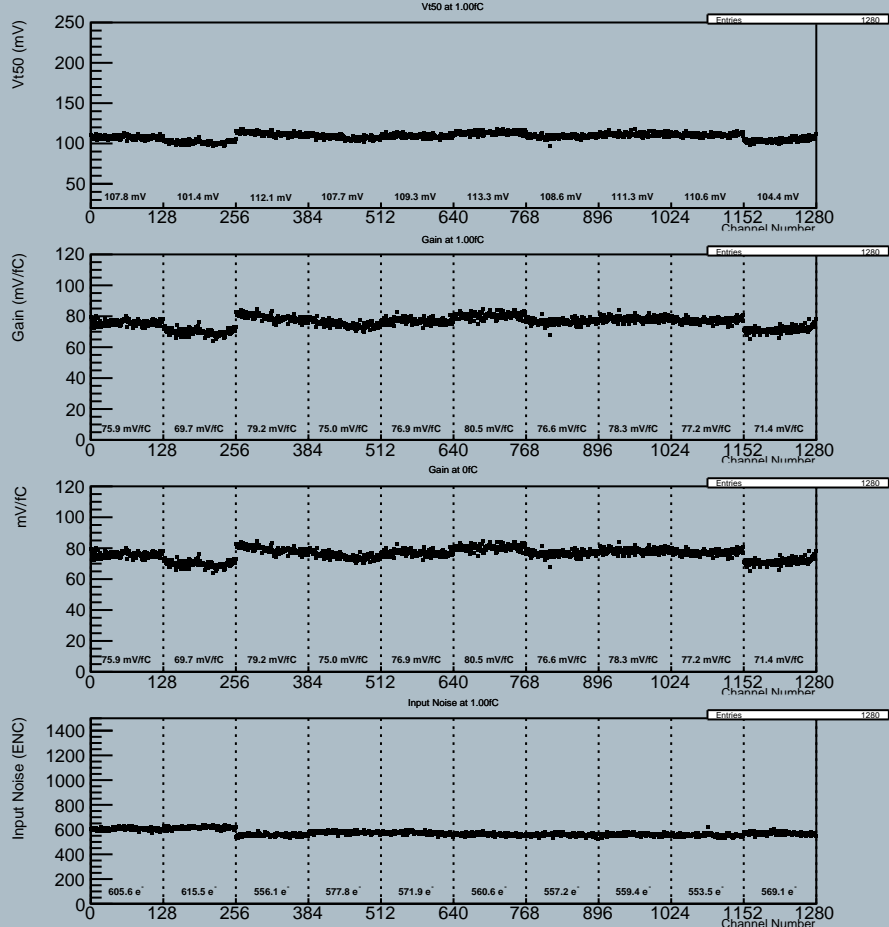 Vt50 at 1.00fC
Entries 1280
Vt50 (mV)
250
200
150
100
50
107.8 mV 101.4 mV 112.1 mV 107.7 mV 109.3 mV 113.3 mV 108.6 mV 111.3 mV 110.6 mV 104.4 mV
0 128 256 384 512 640 768 896 1024 1152 1280
Channel Number
Gain at 1.00fC
Entries 1280
Gain (mV/fC)
120
100
80
60
40
20
0
75.9 mV/fC 69.7 mV/fC 79.2 mV/fC 75.0 mV/fC 76.9 mV/fC 80.5 mV/fC 76.6 mV/fC 78.3 mV/fC 77.2 mV/fC 71.4 mV/fC
0 128 256 384 512 640 768 896 1024 1152 1280
Channel Number
Gain at 0fC
Entries 1280
mV/fC
120
100
80
60
40
20
0
75.9 mV/fC 69.7 mV/fC 79.2 mV/fC 75.0 mV/fC 76.9 mV/fC 80.5 mV/fC 76.6 mV/fC 78.3 mV/fC 77.2 mV/fC 71.4 mV/fC
0 128 256 384 512 640 768 896 1024 1152 1280
Channel Number
Input Noise at 1.00fC
Entries 1280
Input Noise (ENC)
1400
1200
1000
800
600
400
200
0
605.6 e⁻ 615.5 e⁻ 556.1 e⁻ 577.8 e⁻ 571.9 e⁻ 560.6 e⁻ 557.2 e⁻ 559.4 e⁻ 553.5 e⁻ 569.1 e⁻
0 128 256 384 512 640 768 896 1024 1152 1280
Channel Number